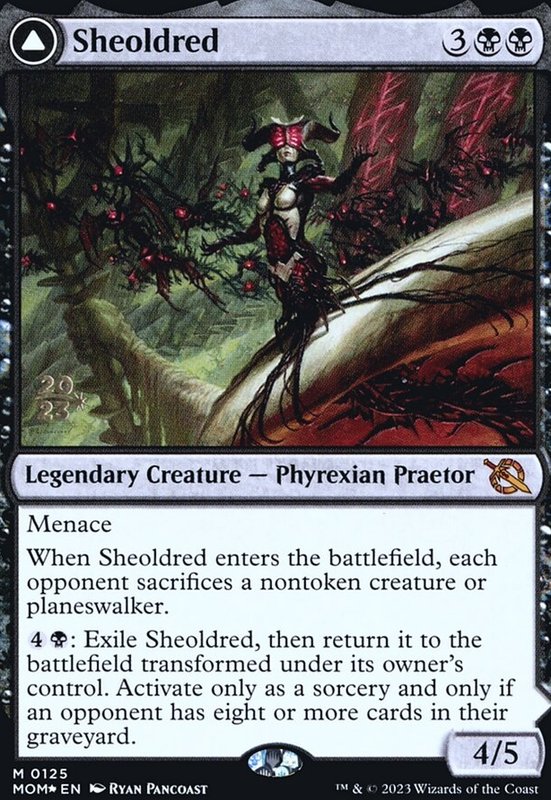 Sheoldred 3
20
23
Legendary Creature — Phyrexian Praetor
Menace
When Sheoldred enters the battlefield, each
opponent sacrifices a nontoken creature or
planeswalker.
4 : Exile Sheoldred, then return it to the
battlefield transformed under its owner's
control. Activate only as a sorcery and only if
an opponent has eight or more cards in their
graveyard.
4/5
M 0125
MOM★EN Ryan Pancoast
™ & © 2023 Wizards of the Coast